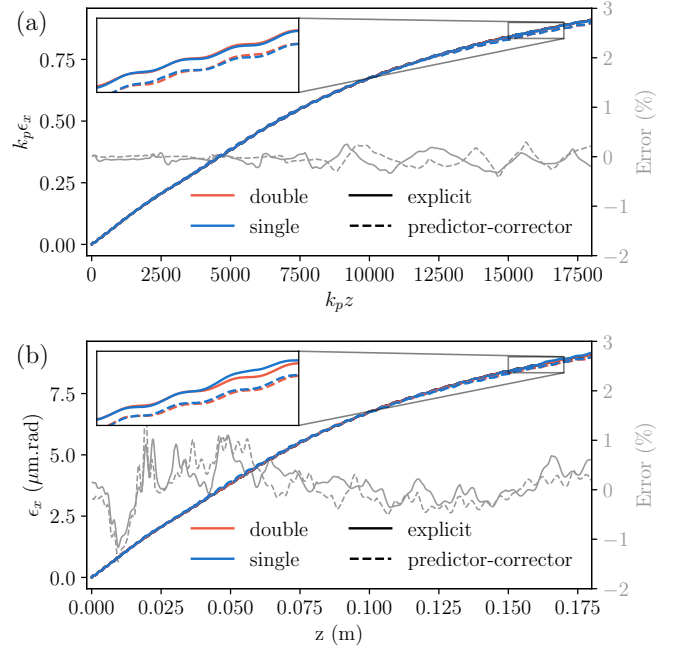 (a)
3
2
1
0
−1
−2
Error (%)
0.75
0.50
0.25
0.00
k_p ϵ_x
double
single
explicit
predictor-corrector
0 2500 5000 7500 10000 12500 15000 17500
k_p z
(b)
3
2
1
0
−1
−2
Error (%)
7.5
5.0
2.5
0.0
ϵ_x (μm.rad)
double
single
explicit
predictor-corrector
0.000 0.025 0.050 0.075 0.100 0.125 0.150 0.175
z (m)